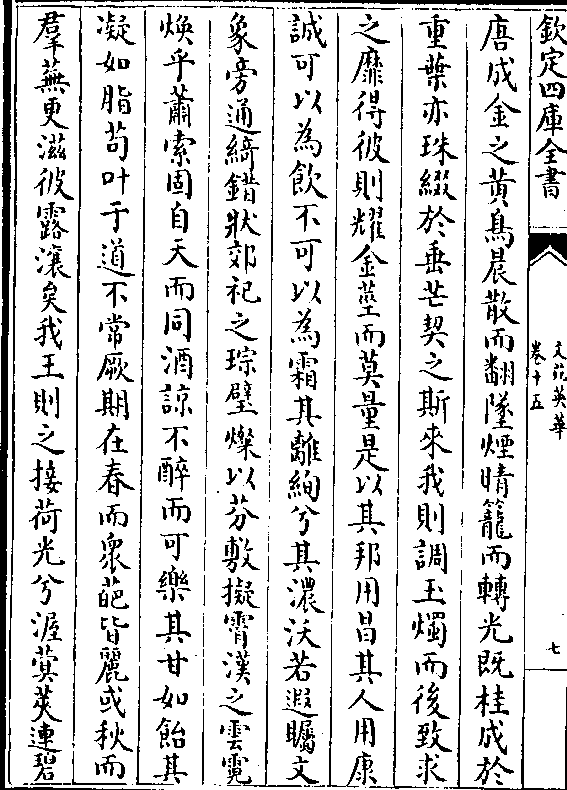 欽定四庫全書
文苑英華
卷十五
七
唐成金之黄鳥晨散而翻墜煙晴籠而轉光既桂成於
重葉亦珠綴於垂芒契之斯來我則調玉燭而後致求
之靡得彼則耀金莖而莫量是以其邦用昌其人用康
誠可以為飲不可以為霜其離絢兮其濃沃若遐矚文
象旁通綺錯狀郊祀之琮璧燦以芬敷擬霄漢之雲霓
煥乎蕭索固自天而同酒諒不醉而可樂其甘如飴其
凝如脂苟叶于道不常厥期在春而衆葩皆麗或秋而
羣蕪更滋彼露瀼矣我王則之接荷光兮渥蓂莢連碧